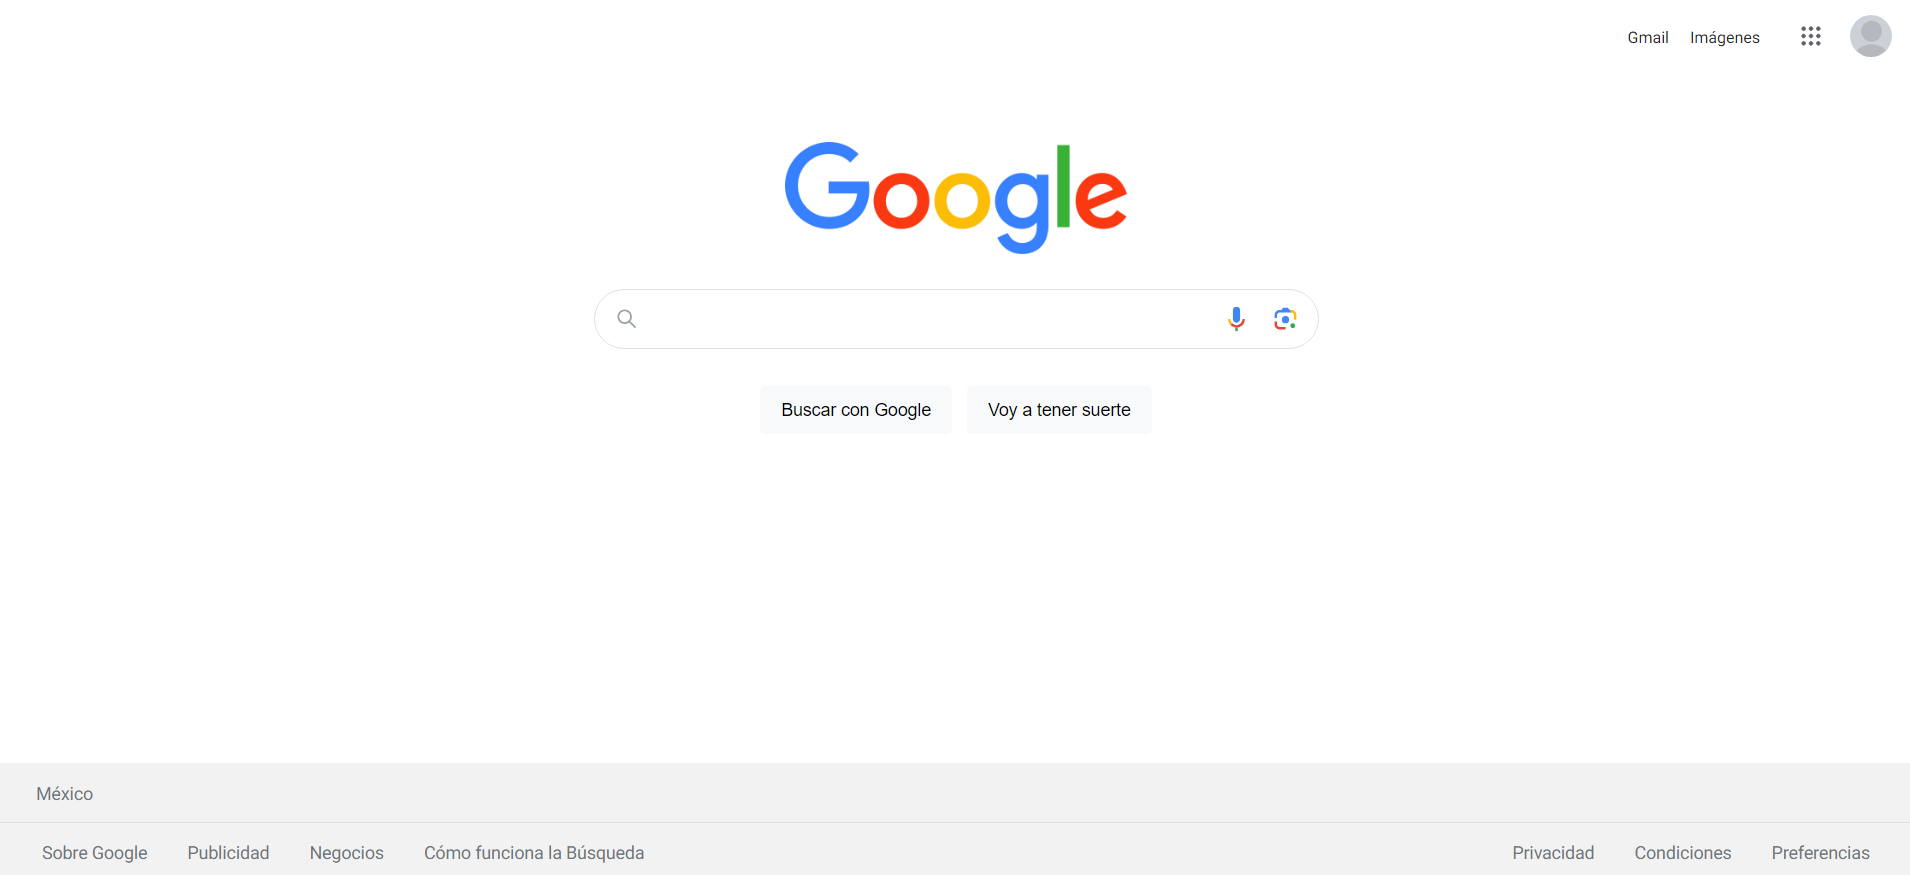 Gmail Imágenes
Google
Buscar con Google Voy a tener suerte
México
Sobre Google Publicidad Negocios Cómo funciona la Búsqueda Privacidad Condiciones Preferencias